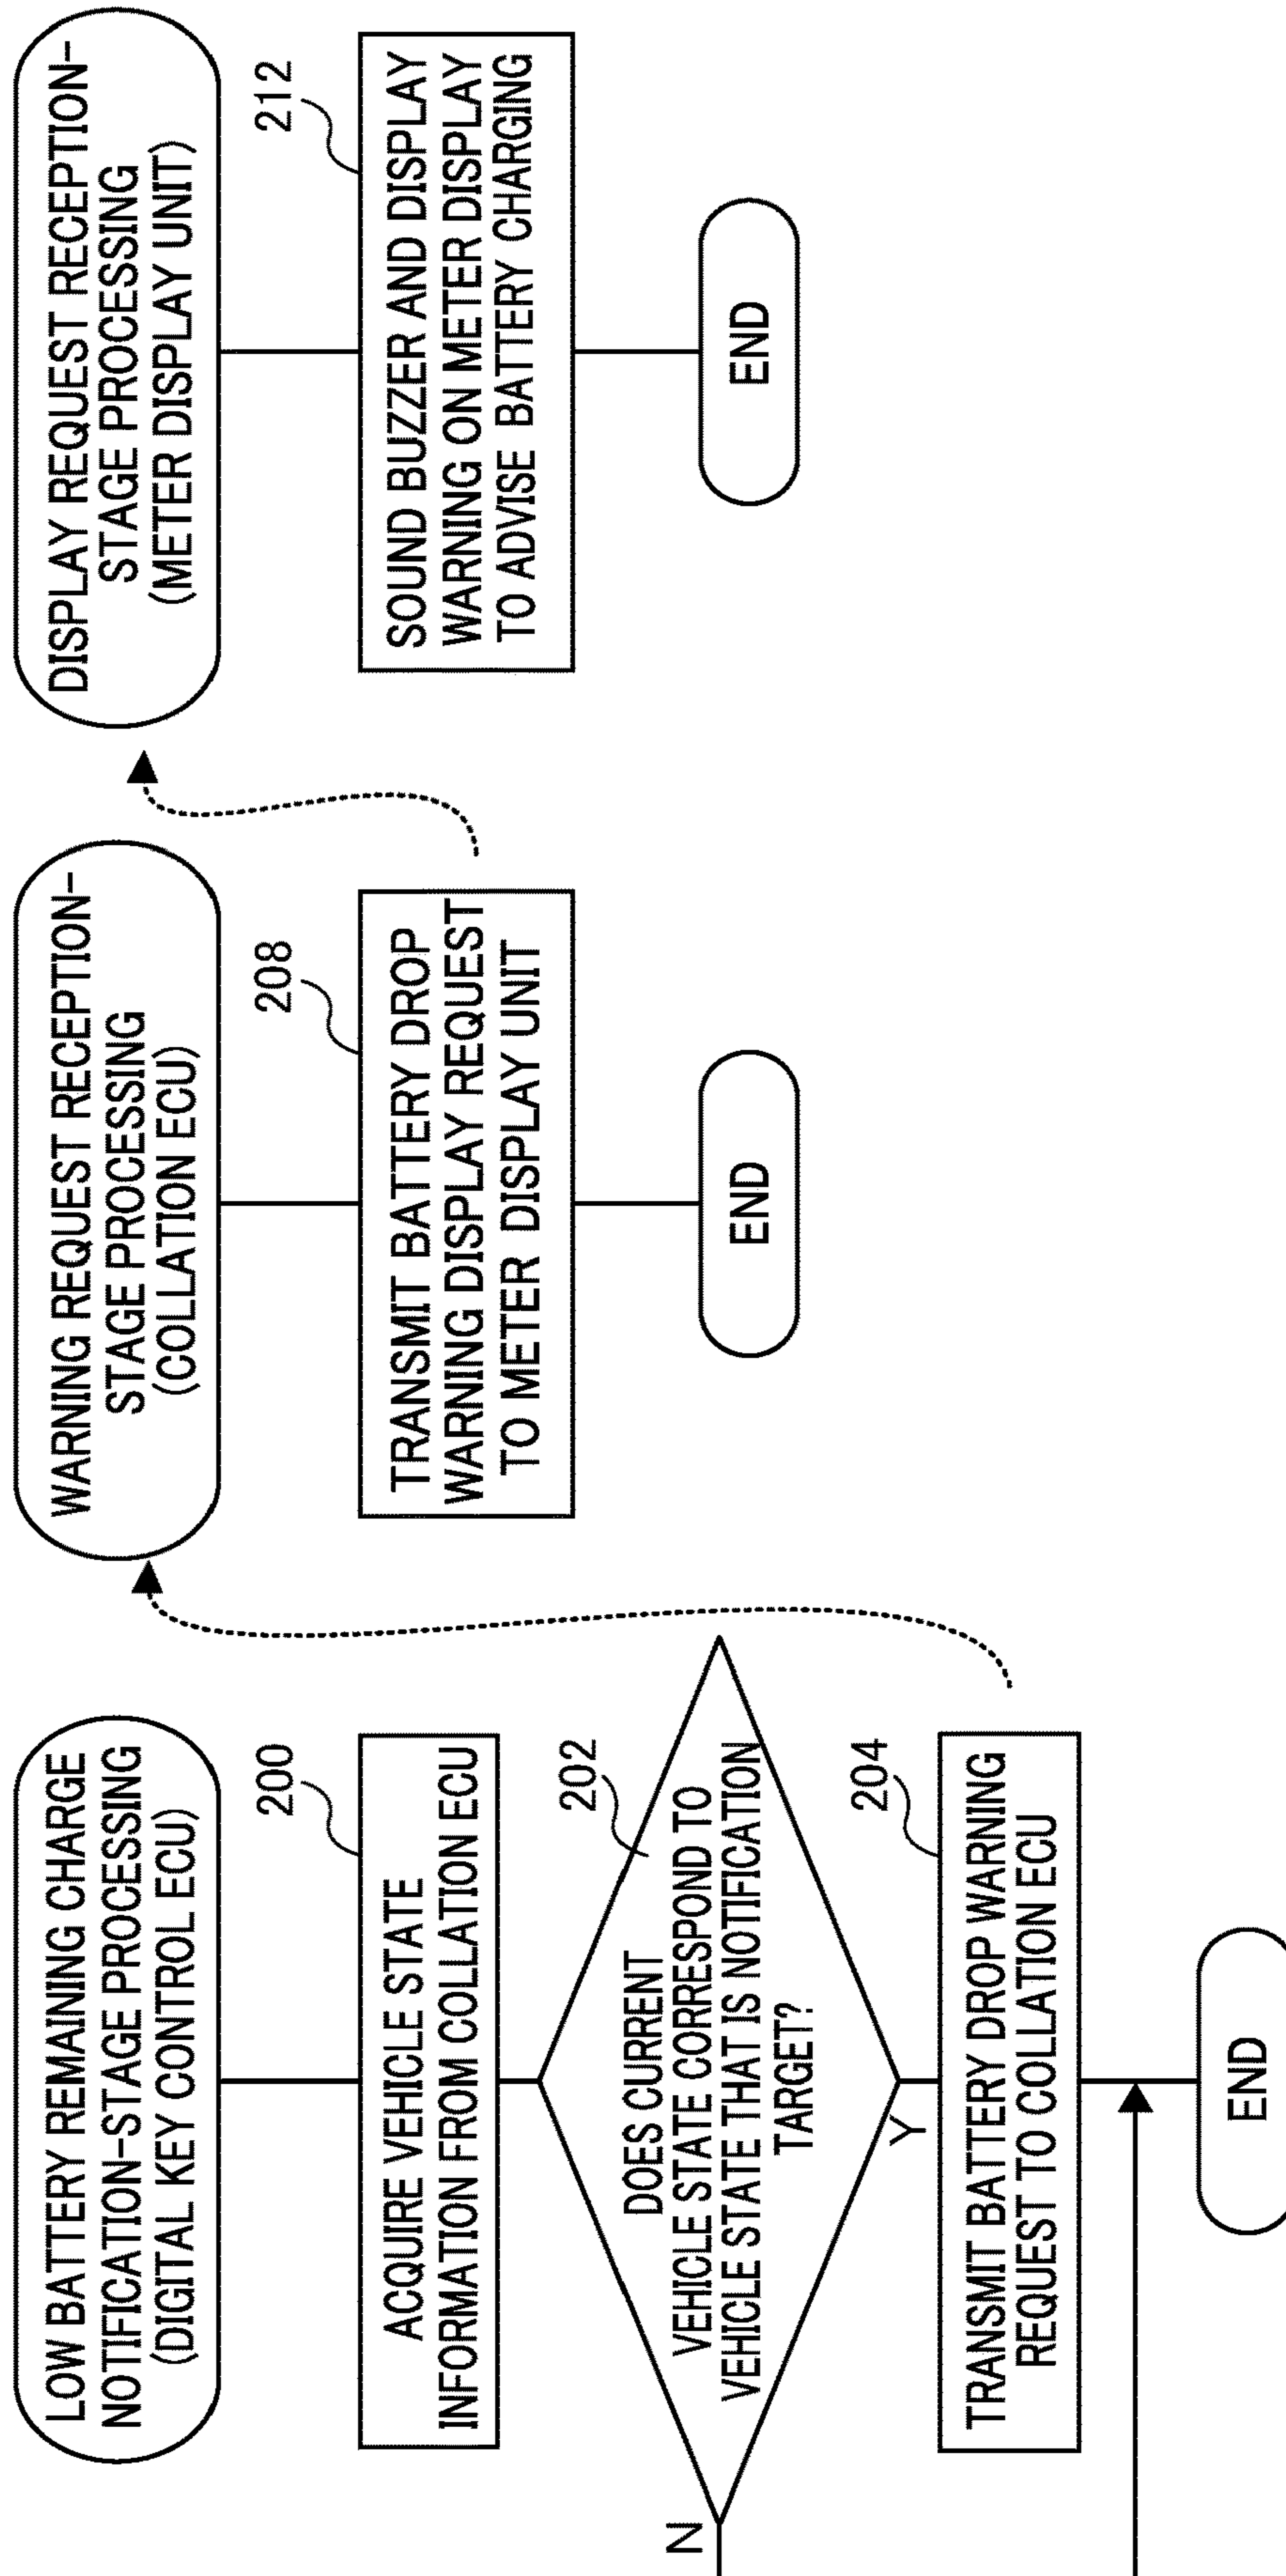 LOW BATTERY REMAINING CHARGE
NOTIFICATION-STAGE PROCESSING
(DIGITAL KEY CONTROL ECU)
200
ACQUIRE VEHICLE STATE
INFORMATION FROM COLLATION ECU
202
DOES CURRENT
VEHICLE STATE CORRESPOND TO
VEHICLE STATE THAT IS NOTIFICATION
TARGET?
N
Y
204
TRANSMIT BATTERY DROP WARNING
REQUEST TO COLLATION ECU
END
WARNING REQUEST RECEPTION-
STAGE PROCESSING
(COLLATION ECU)
208
TRANSMIT BATTERY DROP
WARNING DISPLAY REQUEST
TO METER DISPLAY UNIT
END
DISPLAY REQUEST RECEPTION-
STAGE PROCESSING
(METER DISPLAY UNIT)
212
SOUND BUZZER AND DISPLAY
WARNING ON METER DISPLAY
TO ADVISE BATTERY CHARGING
END